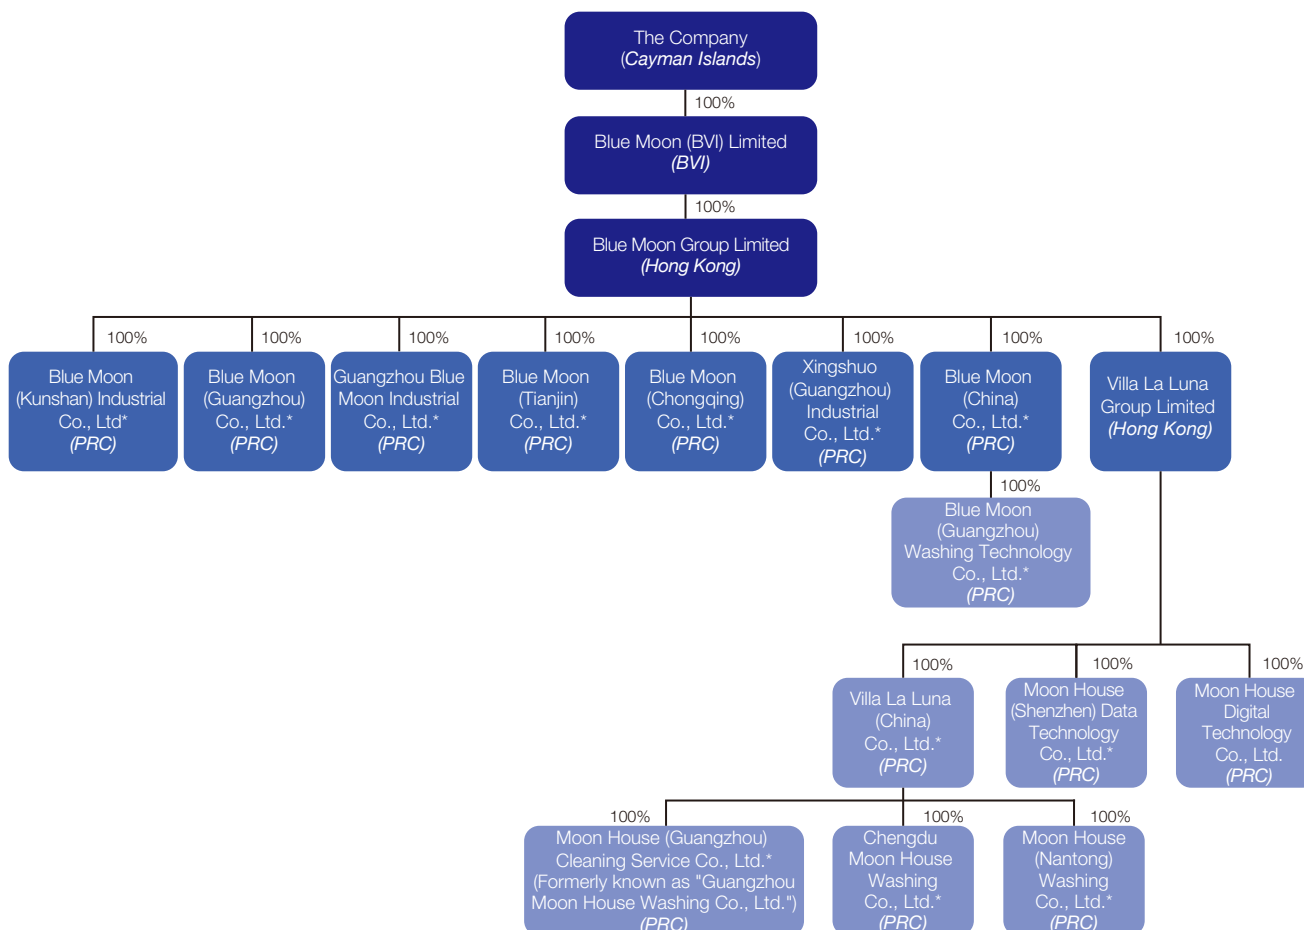 The Company
(Cayman Islands)
100%
Blue Moon (BVI) Limited
(BVI)
100%
Blue Moon Group Limited
(Hong Kong)
100%
100%
100%
100%
100%
100%
100%
100%
Blue Moon
(Kunshan) Industrial
Co., Ltd*
(PRC)
Blue Moon
(Guangzhou)
Co., Ltd.*
(PRC)
Guangzhou Blue
Moon Industrial
Co., Ltd.*
(PRC)
Blue Moon
(Tianjin)
Co., Ltd.*
(PRC)
Blue Moon
(Chongqing)
Co., Ltd.*
(PRC)
Xingshuo
(Guangzhou)
Industrial
Co., Ltd.*
(PRC)
Blue Moon
(China)
Co., Ltd.*
(PRC)
Villa La Luna
Group Limited
(Hong Kong)
100%
Blue Moon
(Guangzhou)
Washing Technology
Co., Ltd.*
(PRC)
100%
100%
100%
Villa La Luna
(China)
Co., Ltd.*
(PRC)
Moon House
(Shenzhen) Data
Technology
Co., Ltd.*
(PRC)
Moon House
Digital
Technology
Co., Ltd.
(PRC)
100%
100%
100%
Moon House (Guangzhou)
Cleaning Service Co., Ltd.*
(Formerly known as "Guangzhou
Moon House Washing Co., Ltd.")
(PRC)
Chengdu
Moon House
Washing
Co., Ltd.*
(PRC)
Moon House
(Nantong)
Washing
Co., Ltd.*
(PRC)